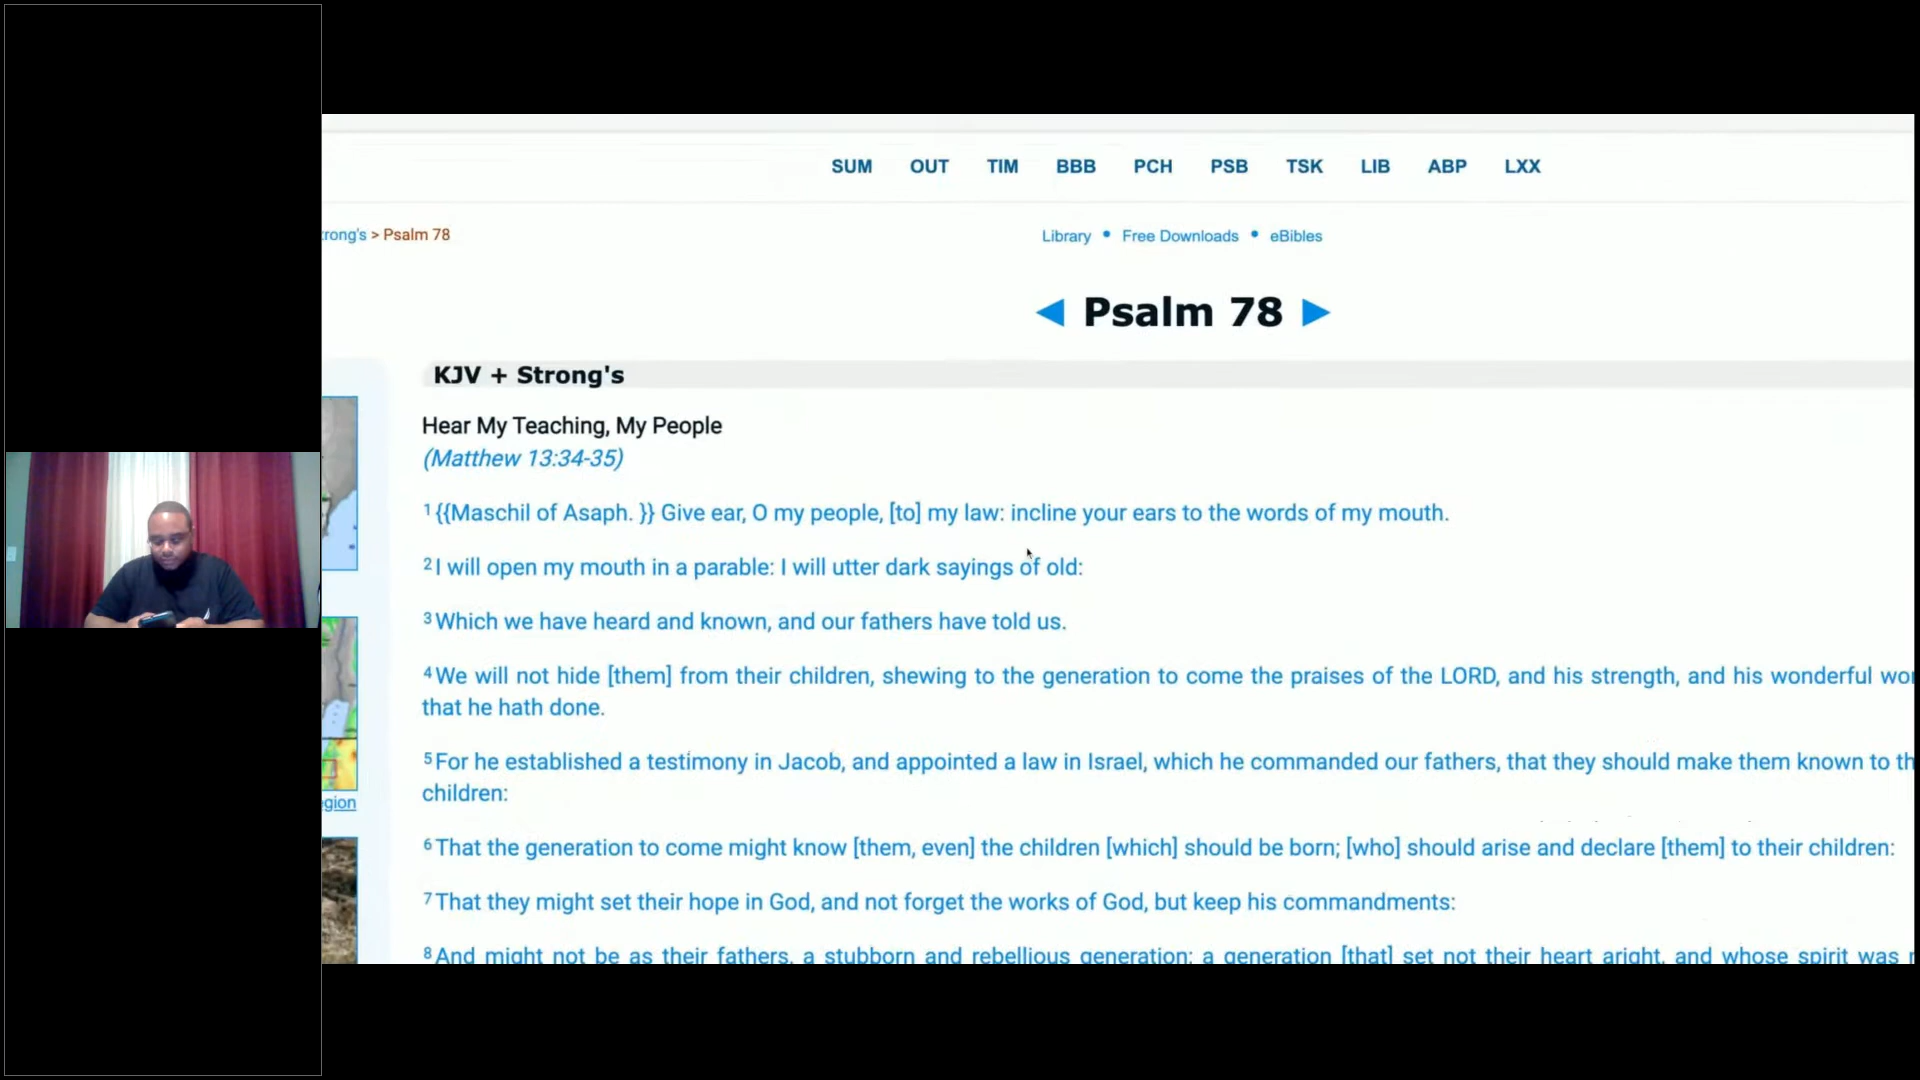 SUM OUT TIM BBB PCH PSB TSK LIB ABP LXX
rong's > Psalm 78
Library • Free Downloads • eBibles
◄ Psalm 78 ►
KJV + Strong's
Hear My Teaching, My People
(Matthew 13:34-35)
1 {{Maschil of Asaph. }} Give ear, O my people, [to] my law: incline your ears to the words of my mouth.
2 I will open my mouth in a parable: I will utter dark sayings of old:
3 Which we have heard and known, and our fathers have told us.
4 We will not hide [them] from their children, shewing to the generation to come the praises of the LORD, and his strength, and his wonderful wor
that he hath done.
5 For he established a testimony in Jacob, and appointed a law in Israel, which he commanded our fathers, that they should make them known to th
children:
egion
6 That the generation to come might know [them, even] the children [which] should be born; [who] should arise and declare [them] to their children:
7 That they might set their hope in God, and not forget the works of God, but keep his commandments:
8 And might not be as their fathers, a stubborn and rebellious generation; a generation [that] set not their heart aright, and whose spirit was